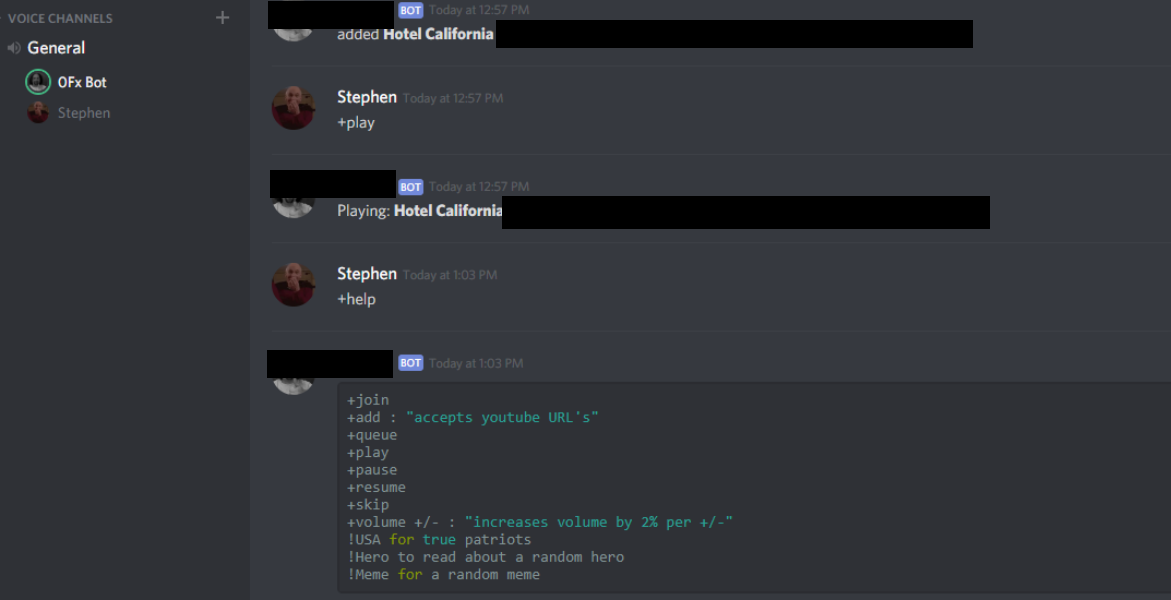 VOICE CHANNELS
General
OFx Bot
Stephen
BOT Today at 12:57 PM
added Hotel California
Stephen Today at 12:57 PM
+play
BOT Today at 12:57 PM
Playing: Hotel California
Stephen Today at 1:03 PM
+help
BOT Today at 1:03 PM
+join
+add : "accepts youtube URL's"
+queue
+play
+pause
+resume
+skip
+volume +/- : "increases volume by 2% per +/-"
!USA for true patriots
!Hero to read about a random hero
!Meme for a random meme